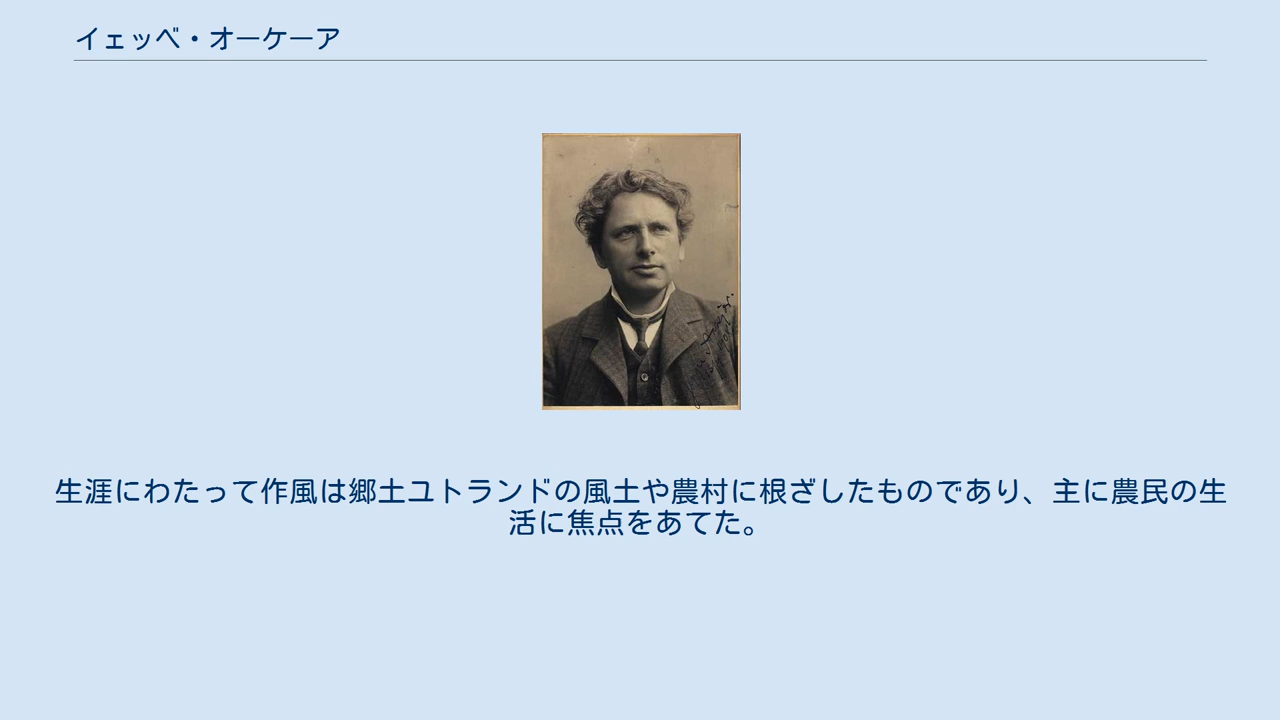 イェッベ・オーケーア
生涯にわたって作風は郷土ユトランドの風土や農村に根ざしたものであり、主に農民の生
活に焦点をあてた。